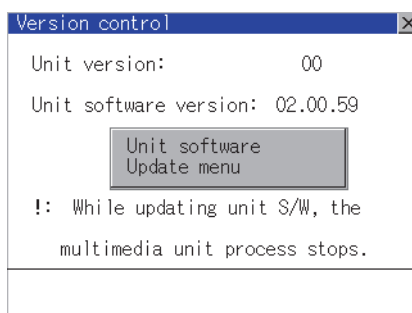 Version control
Unit version: 00
Unit software version: 02.00.59
Unit software
Update menu
!: While updating unit S/W, the
multimedia unit process stops.